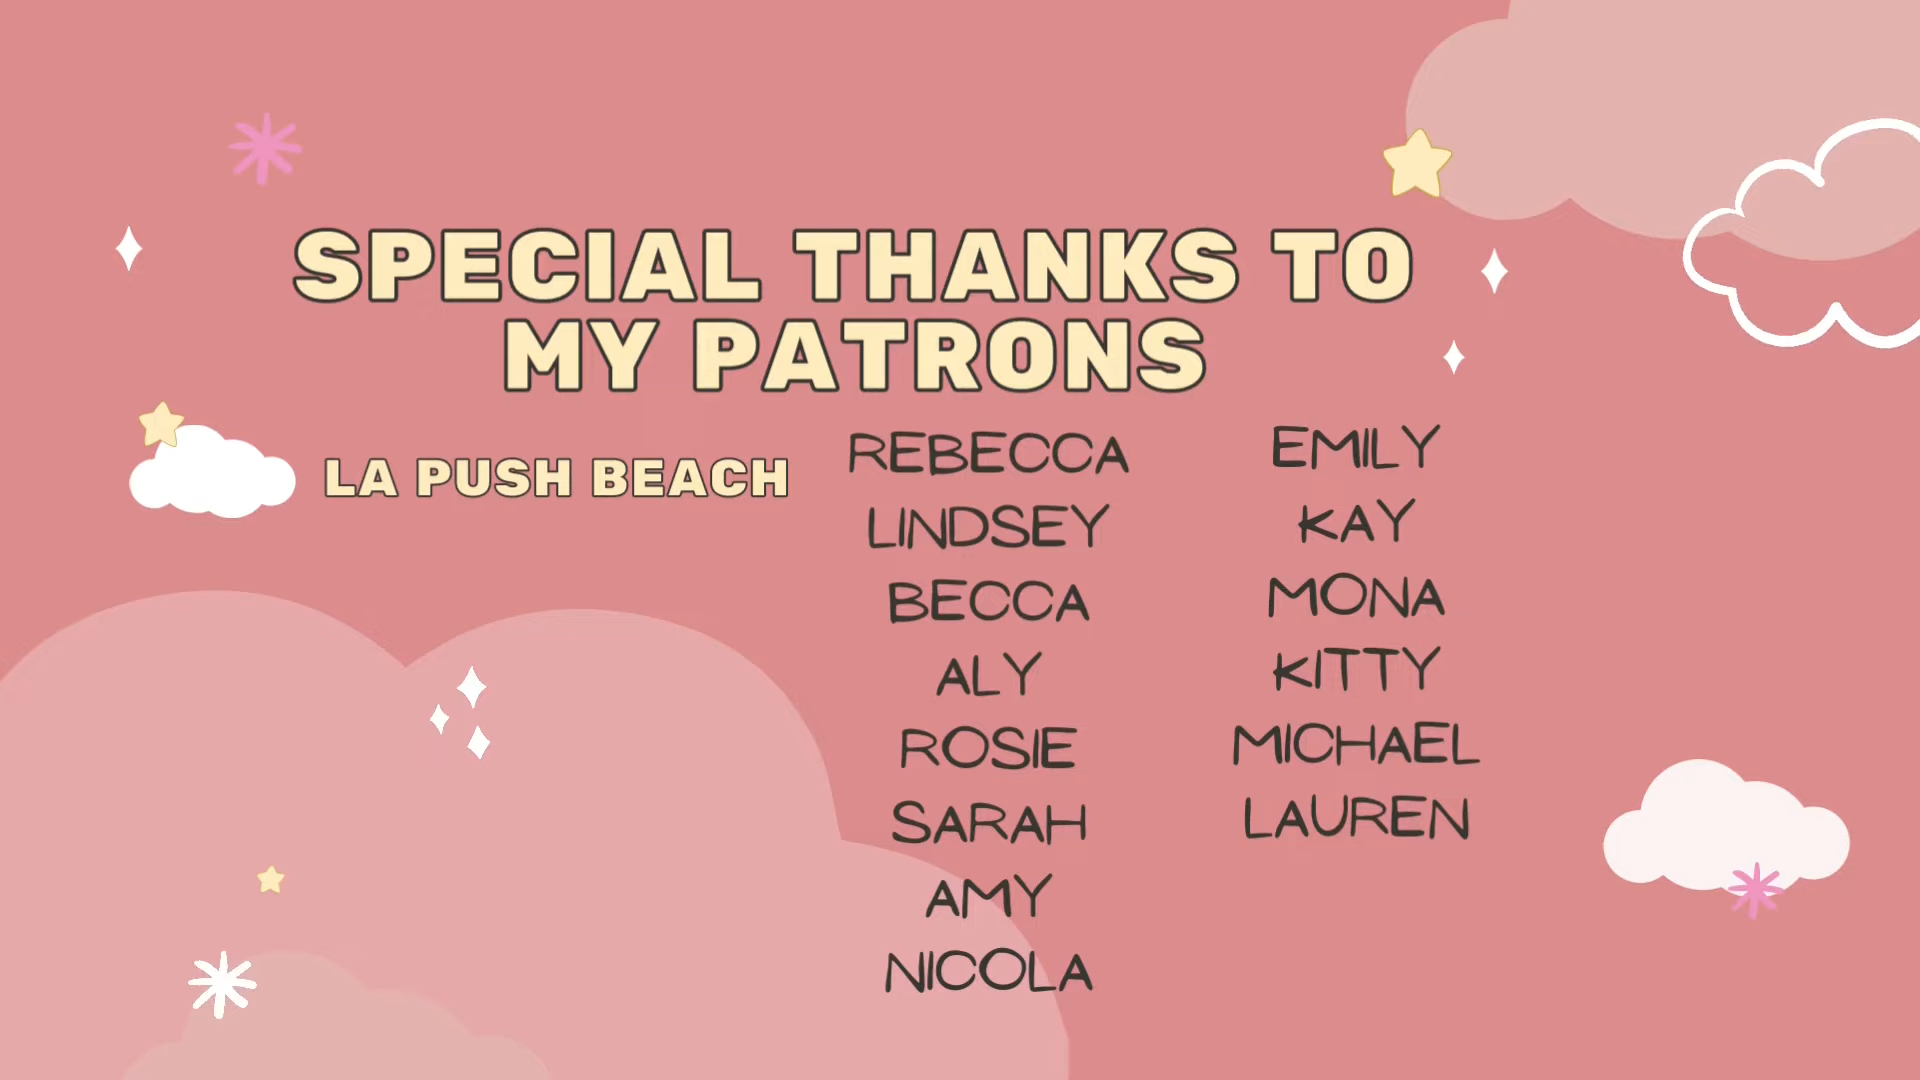 SPECIAL THANKS TO
MY PATRONS
LA PUSH BEACH
REBECCA
LINDSEY
BECCA
ALY
ROSIE
SARAH
AMY
NICOLA
EMILY
KAY
MONA
KITTY
MICHAEL
LAUREN